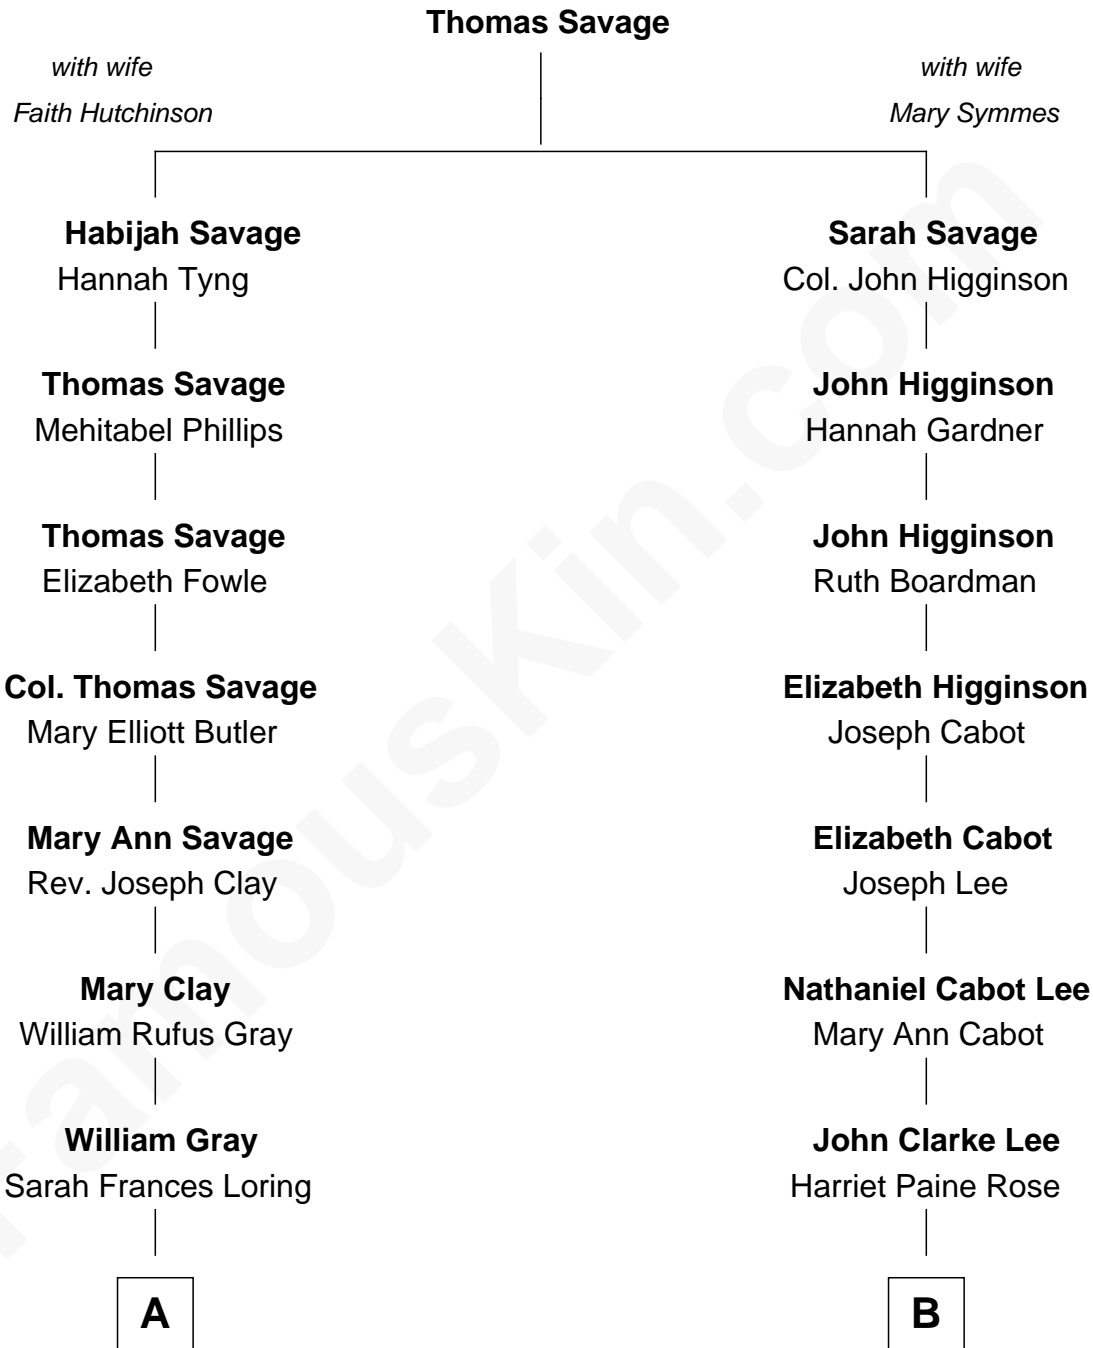 Thomas Savage
with wife
Faith Hutchinson
with wife
Mary Symmes
Habijah Savage
Hannah Tyng
Sarah Savage
Col. John Higginson
Thomas Savage
Mehitabel Phillips
John Higginson
Hannah Gardner
Thomas Savage
Elizabeth Fowle
John Higginson
Ruth Boardman
Col. Thomas Savage
Mary Elliott Butler
Elizabeth Higginson
Joseph Cabot
Mary Ann Savage
Rev. Joseph Clay
Elizabeth Cabot
Joseph Lee
Mary Clay
William Rufus Gray
Nathaniel Cabot Lee
Mary Ann Cabot
William Gray
Sarah Frances Loring
John Clarke Lee
Harriet Paine Rose
A
B
FamousKin.com